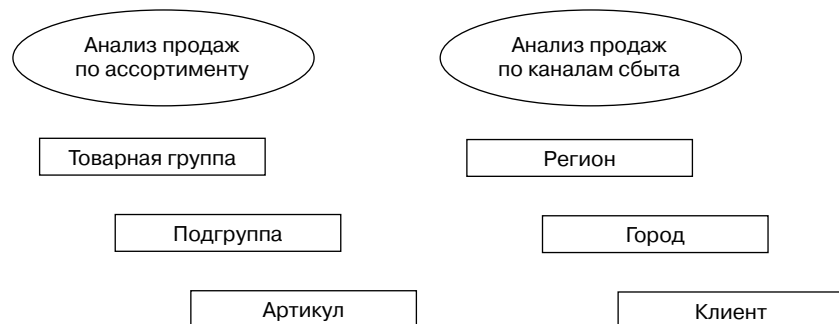 Анализ продаж
по ассортименту
Товарная группа
Подгруппа
Артикул
Анализ продаж
по каналам сбыта
Регион
Город
Клиент